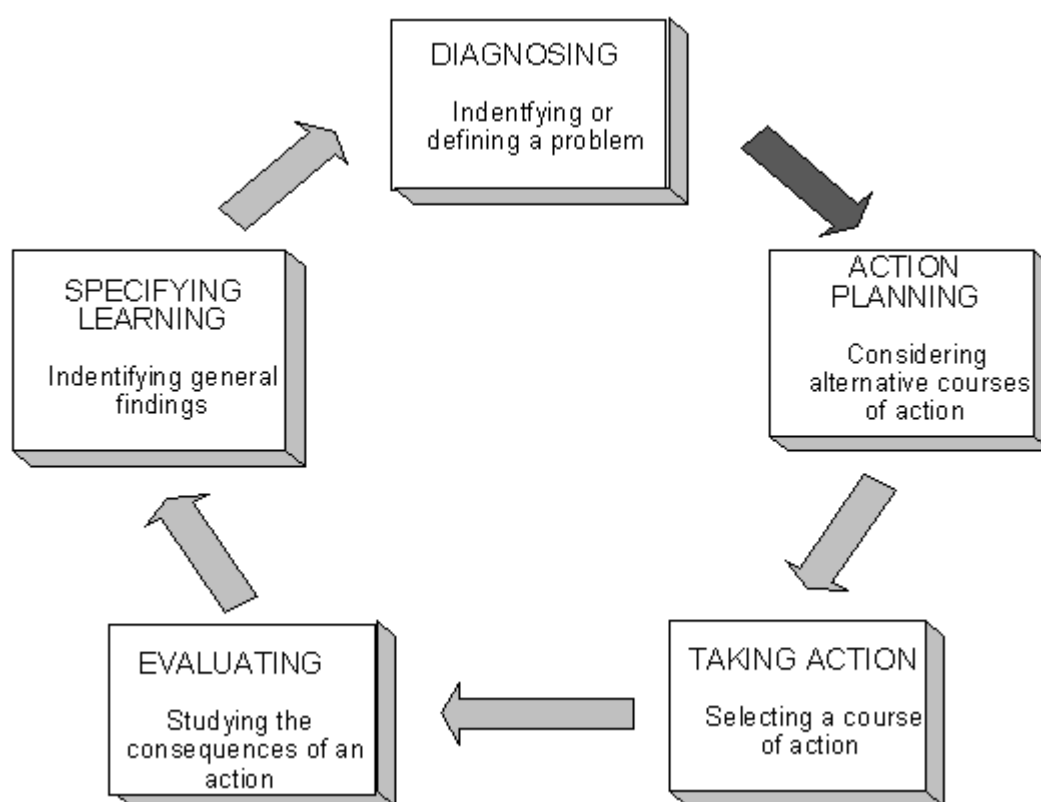 DIAGNOSING
Indentfying or
defining a problem
ACTION
PLANNING
Considering
alternative courses
of action
TAKING ACTION
Selecting a course
of action
EVALUATING
Studying the
consequences of an
action
SPECIFYING
LEARNING
Indentifying general
findings